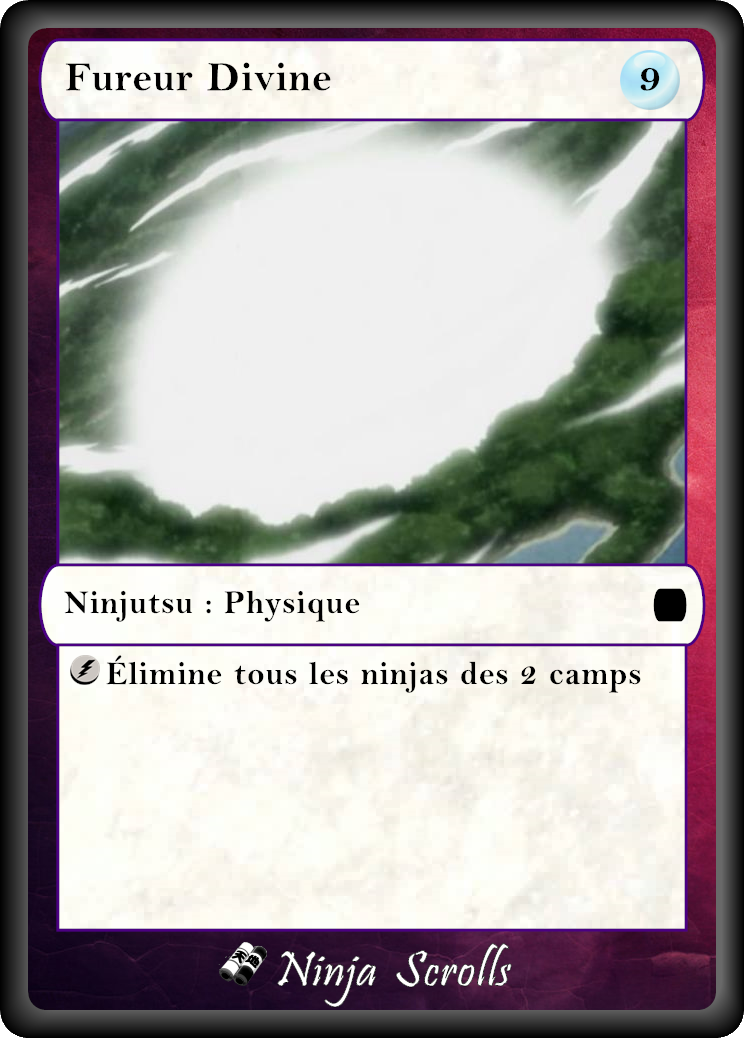 Fureur Divine
9
Ninjutsu : Physique
Élimine tous les ninjas des 2 camps
Ninja Scrolls